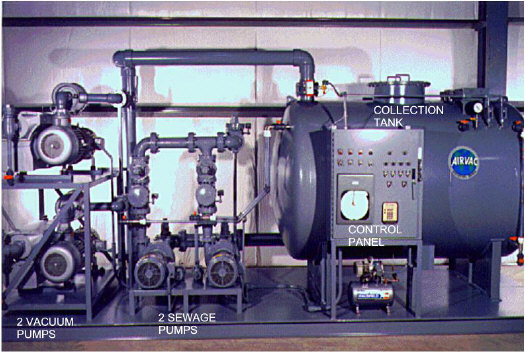 COLLECTION
TANK
AIRVAC
CONTROL
PANEL
2 VACUUM
PUMPS
2 SEWAGE
PUMPS